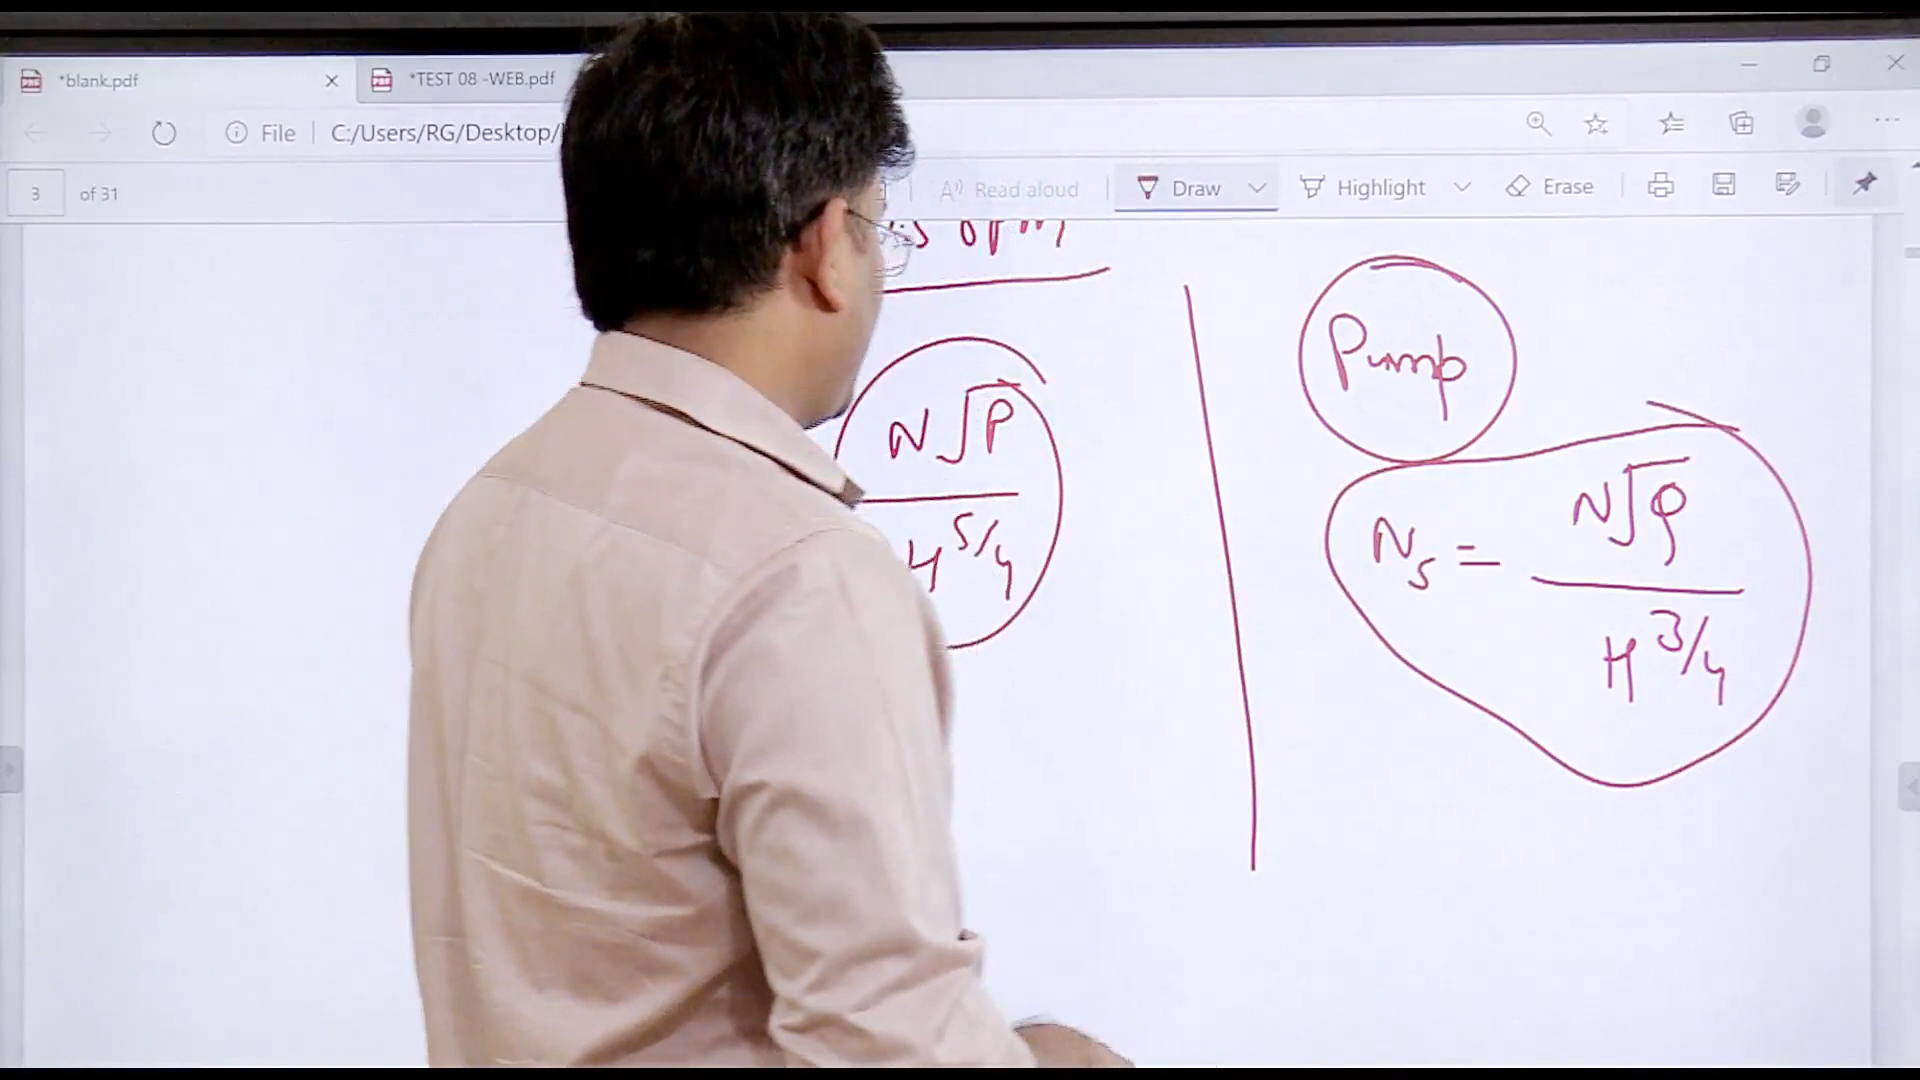 *blank.pdf
*TEST 08 -WEB.pdf
File
C:/Users/RG/Desktop/
3 of 31
Read aloud
Draw
Highlight
Erase
N√P
H^5/4
Pump
Ns = N√Q
H^3/4